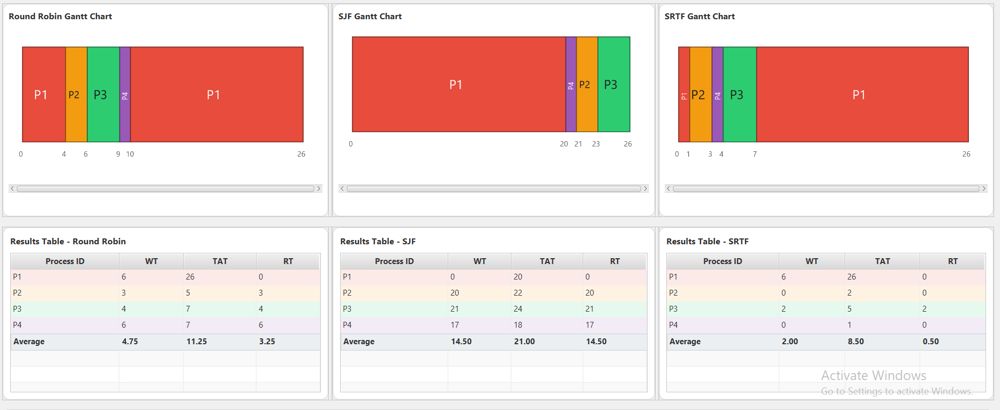 Round Robin Gantt Chart
P1 P2 P3 P4 P1
0 4 6 9 10 26
SJF Gantt Chart
P1 P4 P2 P3
0 20 21 23 26
SRTF Gantt Chart
P1 P2 P4 P3 P1
0 1 3 4 7 26
Results Table - Round Robin
Process ID WT TAT RT
P1 6 26 0
P2 3 5 3
P3 4 7 4
P4 6 7 6
Average 4.75 11.25 3.25
Results Table - SJF
Process ID WT TAT RT
P1 0 20 0
P2 20 22 20
P3 21 24 21
P4 17 18 17
Average 14.50 21.00 14.50
Results Table - SRTF
Process ID WT TAT RT
P1 6 26 0
P2 0 2 0
P3 2 5 2
P4 0 1 0
Average 2.00 8.50 0.50
Activate Windows
Go to Settings to activate Windows.